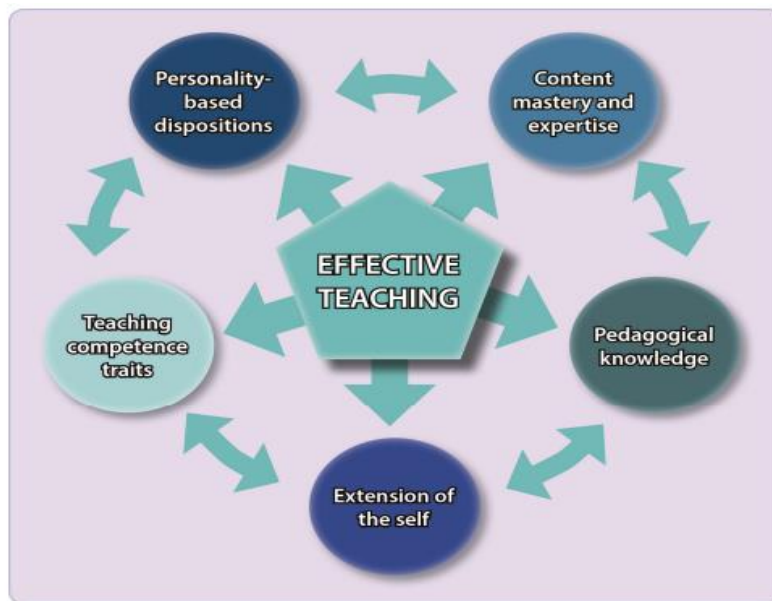 Personality-
based
dispositions
Content
mastery and
expertise
EFFECTIVE
TEACHING
Teaching
competence
traits
Pedagogical
knowledge
Extension of
the self